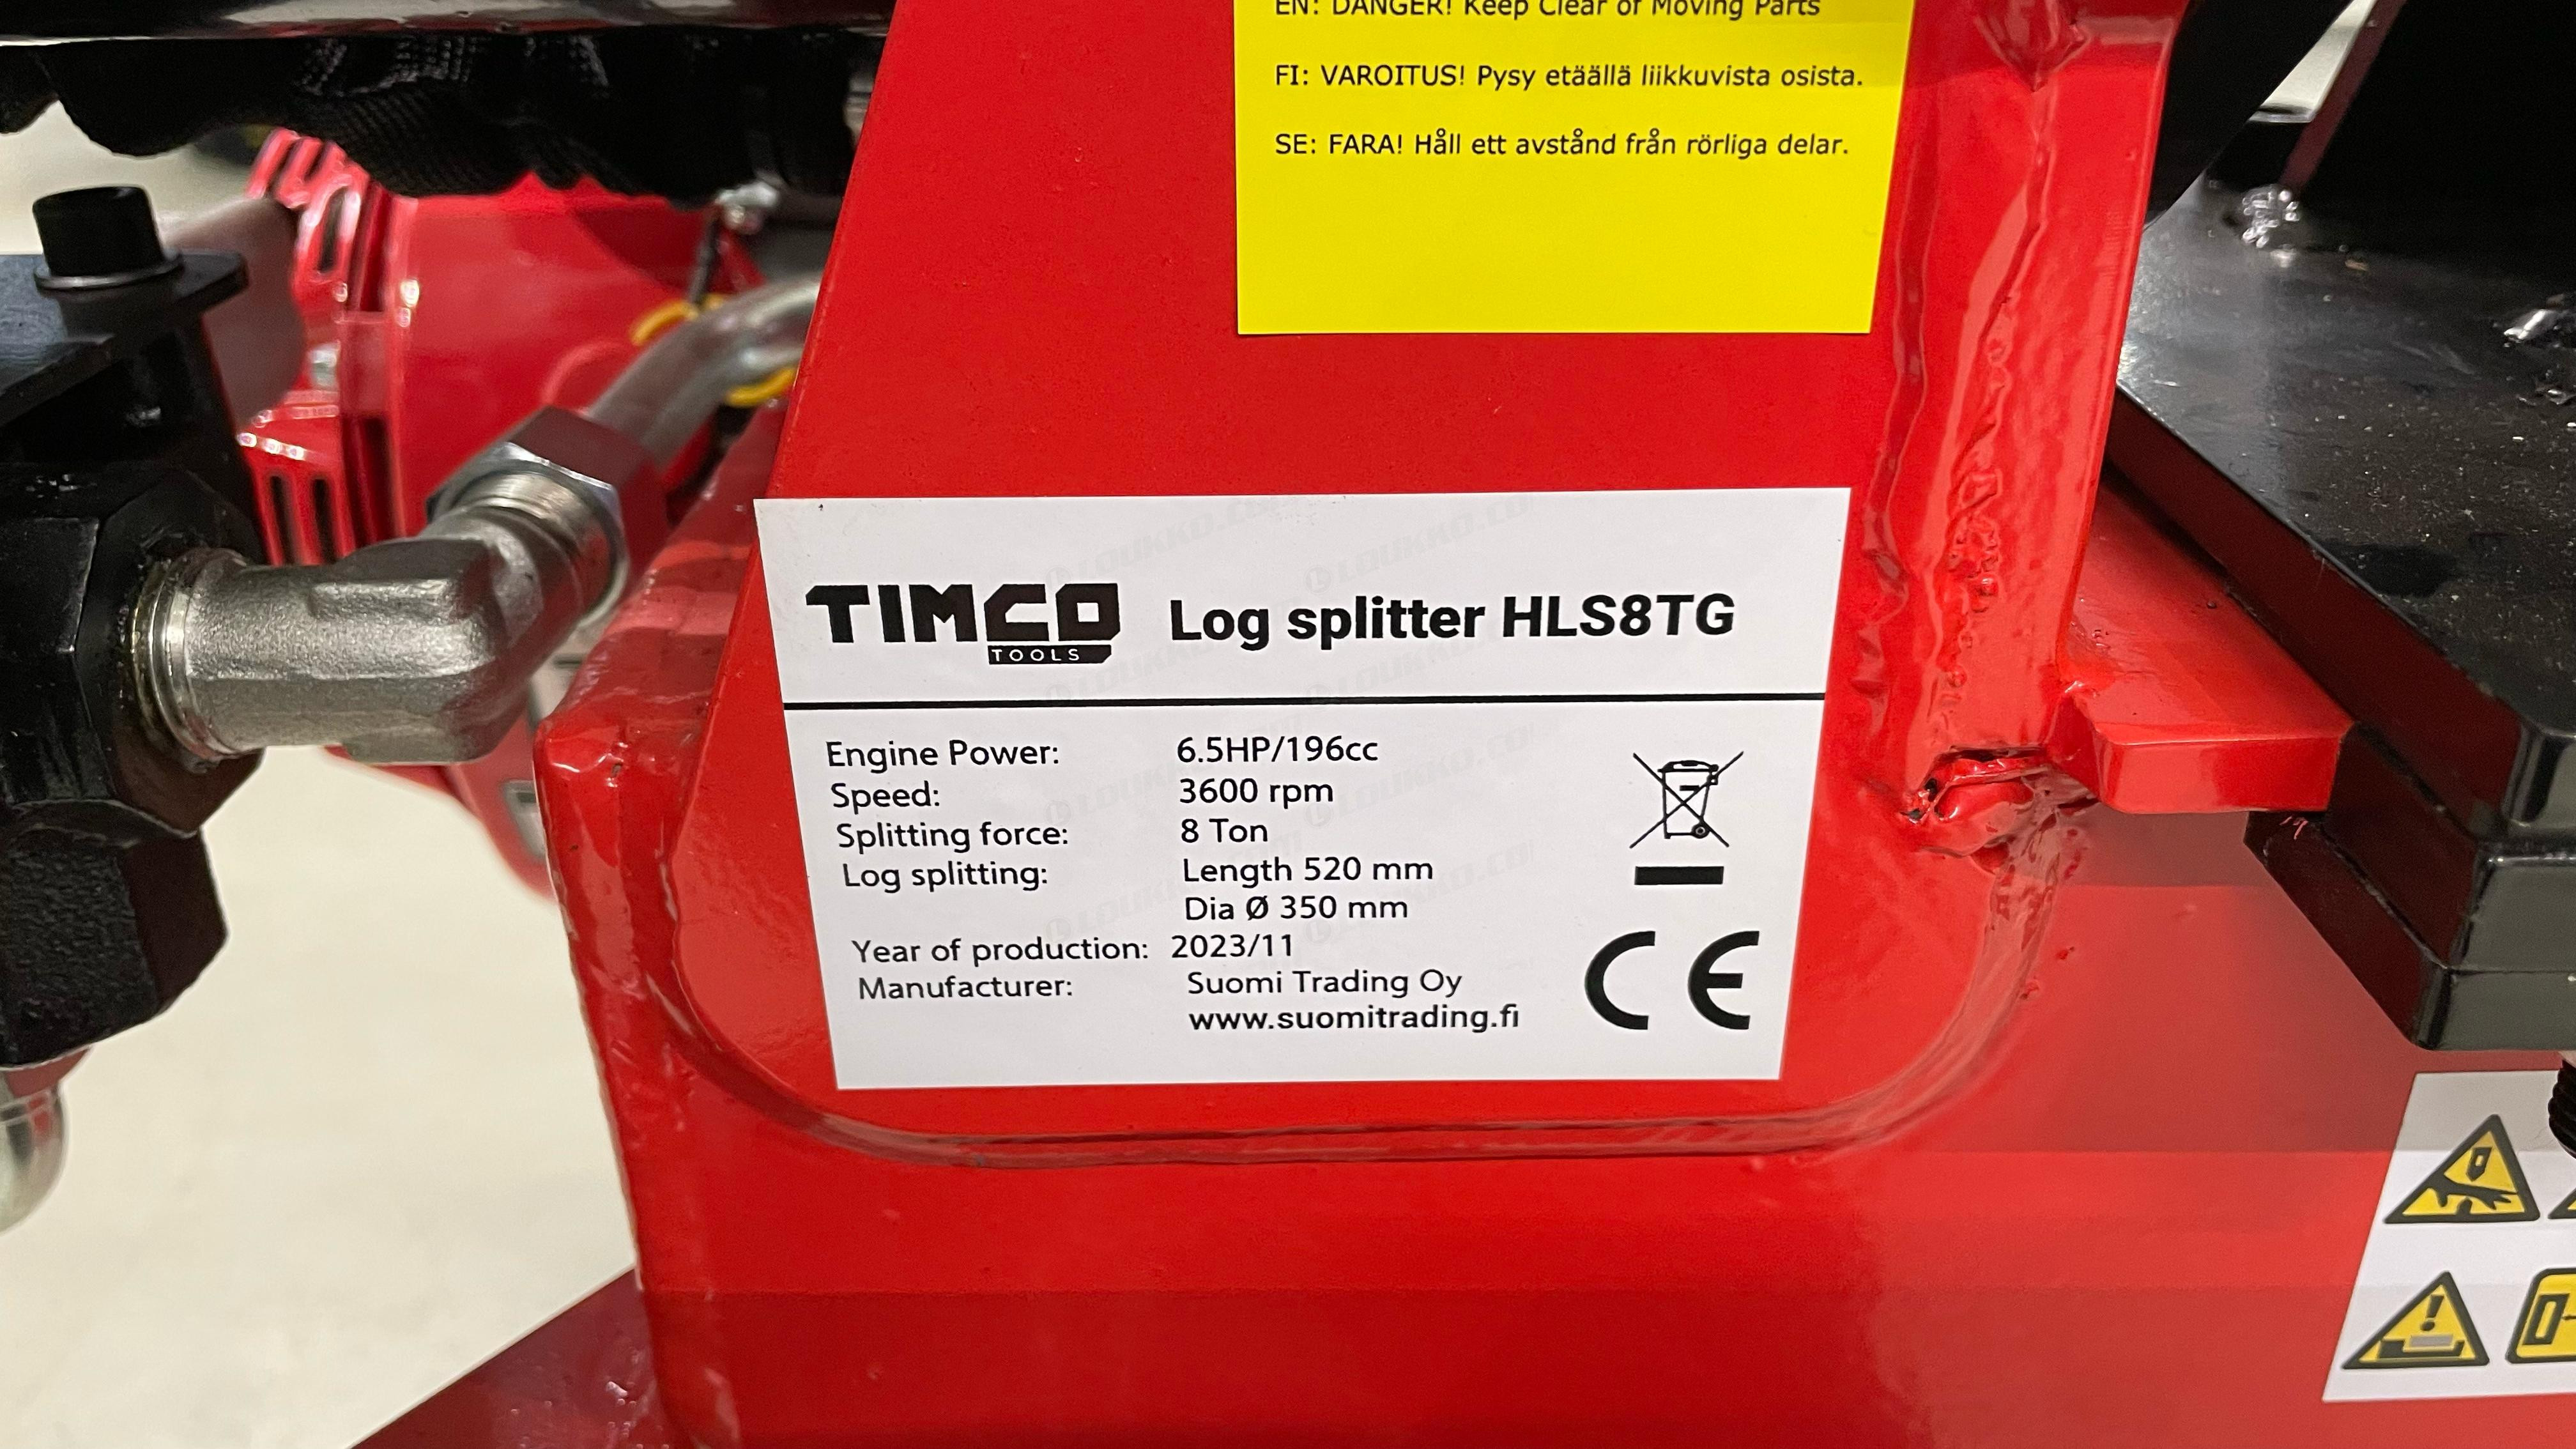 EN: DANGER! Keep Clear of Moving Parts
FI: VAROITUS! Pysy etäällä liikkuvista osista.
SE: FARA! Håll ett avstånd från rörliga delar.
TIMCO
TOOLS
Log splitter HLS8TG
Engine Power: 6.5HP/196cc
Speed: 3600 rpm
Splitting force: 8 Ton
Log splitting: Length 520 mm
Dia Ø 350 mm
Year of production: 2023/11
Manufacturer: Suomi Trading Oy
www.suomitrading.fi
CE